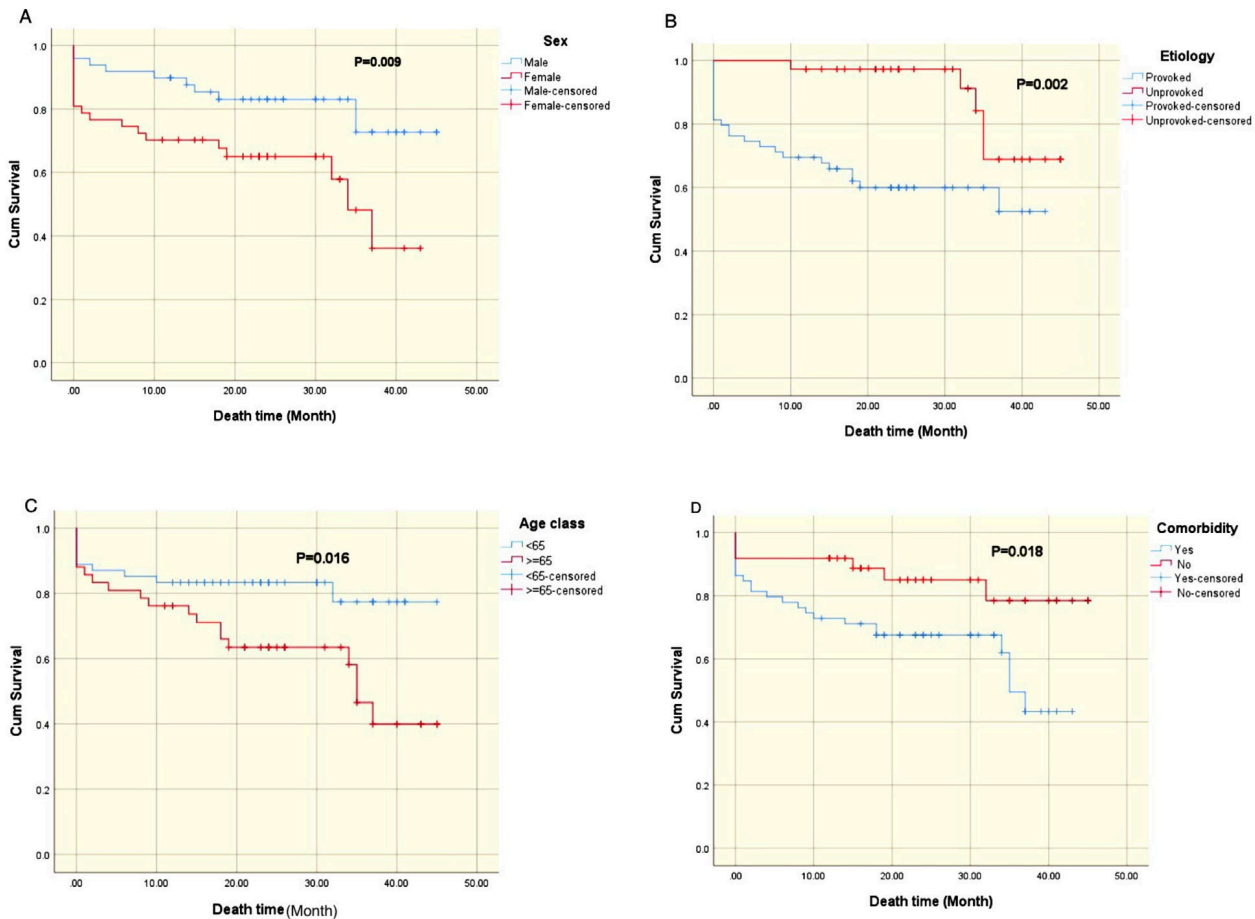 A
Sex
Male
Female
Male-censored
Female-censored
P=0.009
Cum Survival
1.0
0.8
0.6
0.4
0.2
0.0
.00 10.00 20.00 30.00 40.00 50.00
Death time (Month)
B
Etiology
Provoked
Unprovoked
Provoked-censored
Unprovoked-censored
P=0.002
Cum Survival
1.0
0.8
0.6
0.4
0.2
0.0
.00 10.00 20.00 30.00 40.00 50.00
Death time (Month)
C
Age class
<65
>=65
<65-censored
>=65-censored
P=0.016
Cum Survival
1.0
0.8
0.6
0.4
0.2
0.0
.00 10.00 20.00 30.00 40.00 50.00
Death time (Month)
D
Comorbidity
Yes
No
Yes-censored
No-censored
P=0.018
Cum Survival
1.0
0.8
0.6
0.4
0.2
0.0
.00 10.00 20.00 30.00 40.00 50.00
Death time (Month)